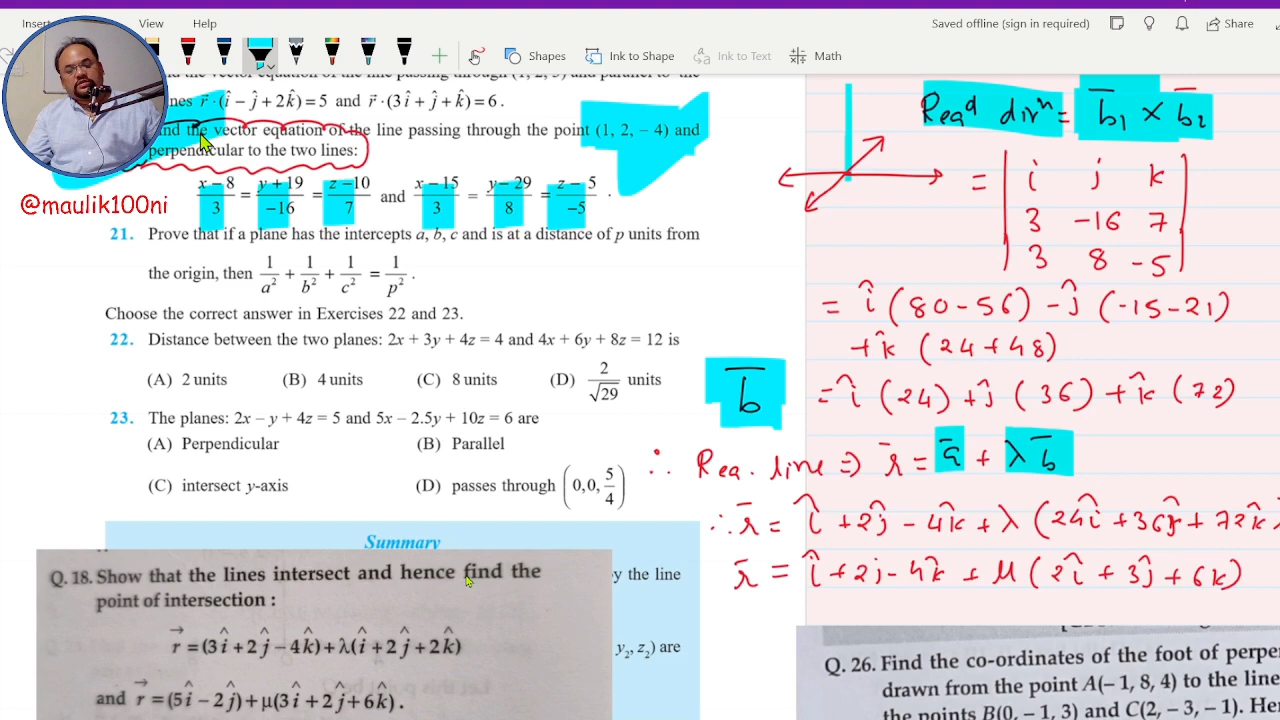 View Help Saved offline (sign in required) Share
Shapes Ink to Shape Ink to Text Math
@maulik100ni
nes r⃗ · (î − ĵ + 2k̂) = 5 and r⃗ · (3î + ĵ + k̂) = 6.
the vector equation of the line passing through the point (1, 2, – 4) and
perpendicular to the two lines:
x − 8 / 3 = y + 19 / −16 = z − 10 / 7 and x − 15 / 3 = y − 29 / 8 = z − 5 / −5 .
21. Prove that if a plane has the intercepts a, b, c and is at a distance of p units from
the origin, then 1/a² + 1/b² + 1/c² = 1/p² .
Choose the correct answer in Exercises 22 and 23.
22. Distance between the two planes: 2x + 3y + 4z = 4 and 4x + 6y + 8z = 12 is
(A) 2 units (B) 4 units (C) 8 units (D) 2/√29 units
23. The planes: 2x – y + 4z = 5 and 5x – 2.5y + 10z = 6 are
(A) Perpendicular (B) Parallel
(C) intersect y-axis (D) passes through (0,0,5/4)
Summary
y the line
y₂, z₂) are
Q. 18. Show that the lines intersect and hence find the
point of intersection :
r⃗ = (3î + 2ĵ − 4k̂) + λ(î + 2ĵ + 2k̂)
and r⃗ = (5î − 2ĵ) + μ(3î + 2ĵ + 6k̂).
Reqd dirⁿ = b̄₁ × b̄₂
= | i j k
3 −16 7
3 8 −5 |
= î (80 − 56) − ĵ (−15 − 21)
+ k̂ (24 + 48)
= î (24) + ĵ (36) + k̂ (72)
b̄
∴ Req. line ⇒ r̄ = ā + λ b̄
∴ r̄ = î + 2ĵ − 4k̂ + λ (24î + 36ĵ + 72k̂
r̄ = î + 2j − 4k̂ + μ (2î + 3ĵ + 6k̂)
Q. 26. Find the co-ordinates of the foot of perpe
drawn from the point A(– 1, 8, 4) to the line
the points B(0, – 1, 3) and C(2, – 3, – 1). Her